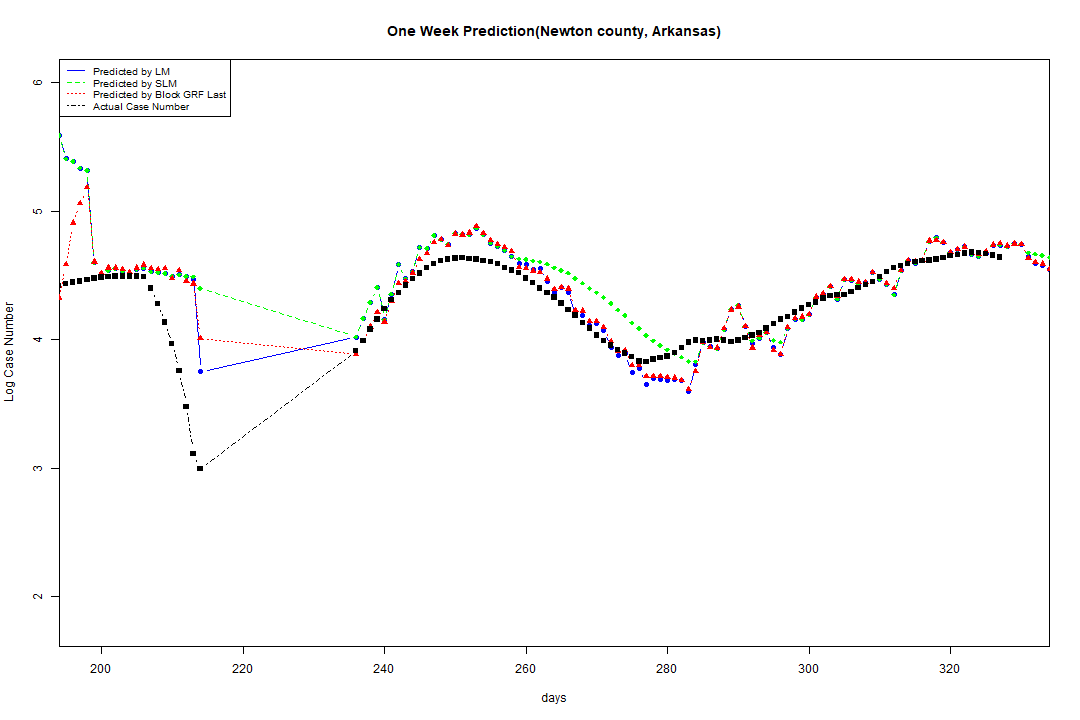 One Week Prediction(Newton county, Arkansas)
Predicted by LM
Predicted by SLM
Predicted by Block GRF Last
Actual Case Number
Log Case Number
6
5
4
3
2
200 220 240 260 280 300 320
days